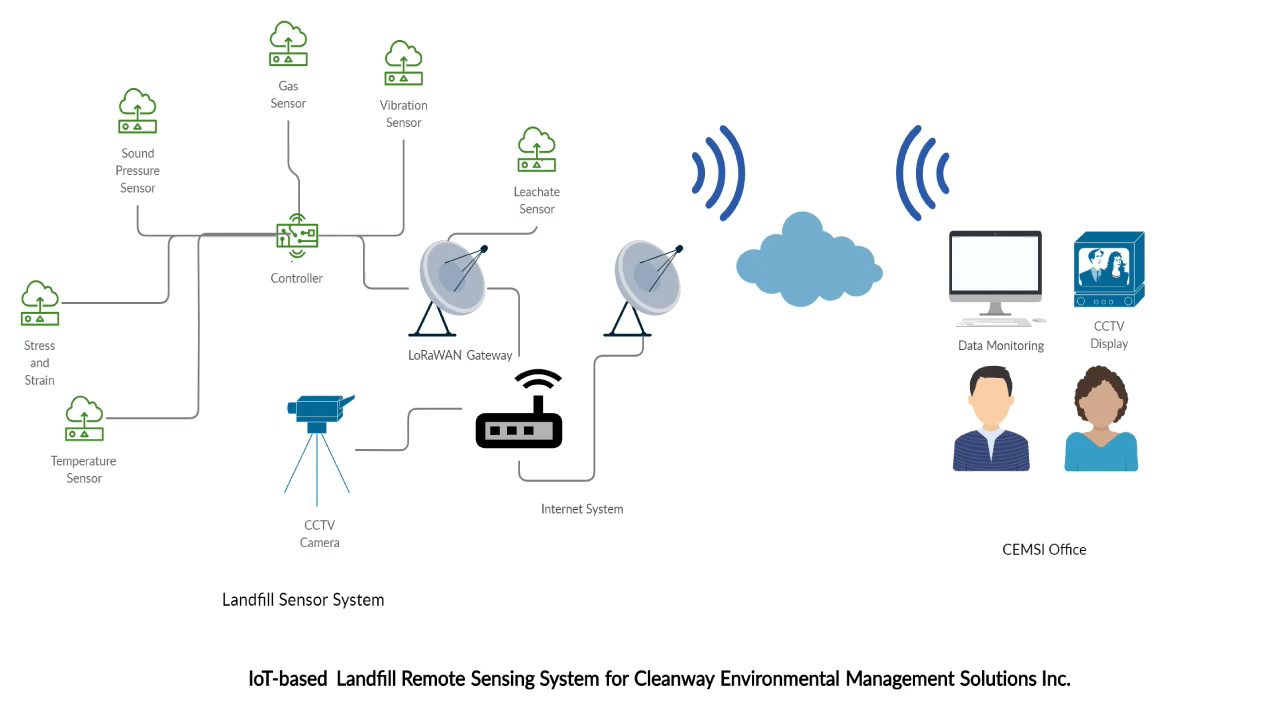 Gas
Sensor
Vibration
Sensor
Sound
Pressure
Sensor
Leachate
Sensor
Controller
Stress
and
Strain
LoRaWAN Gateway
Data Monitoring
CCTV
Display
Temperature
Sensor
Internet System
CCTV
Camera
CEMSI Office
Landfill Sensor System
IoT-based Landfill Remote Sensing System for Cleanway Environmental Management Solutions Inc.